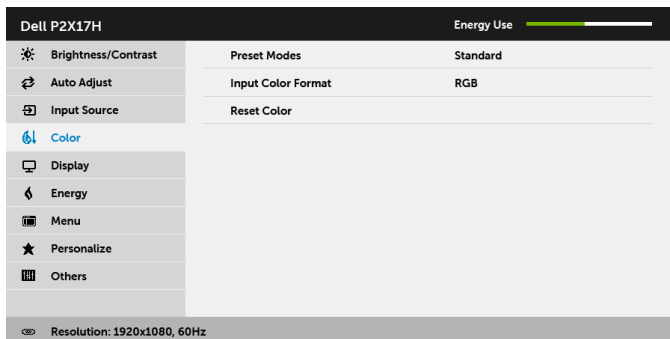 Dell P2X17H Energy Use
Brightness/Contrast Preset Modes Standard
Auto Adjust Input Color Format RGB
Input Source Reset Color
Color
Display
Energy
Menu
Personalize
Others
Resolution: 1920x1080, 60Hz